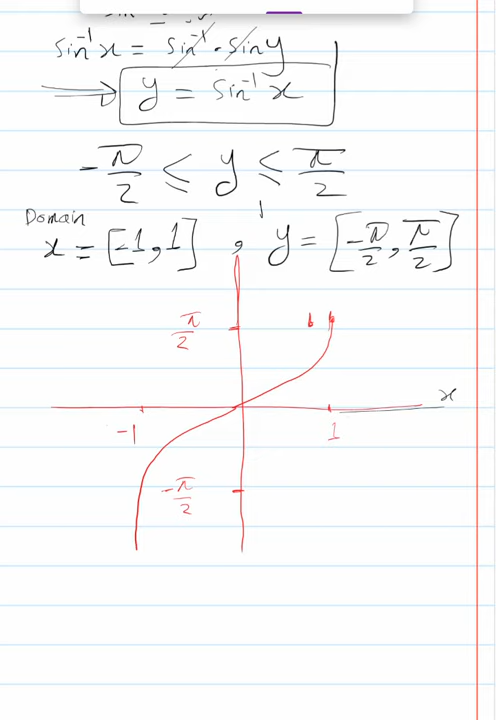 sin⁻¹x = sin⁻¹·siny
y = sin⁻¹x
-π/2 ≤ y ≤ π/2
Domain
x = [-1, 1] , y = [-π/2, π/2]
π/2
x
-1 1
-π/2